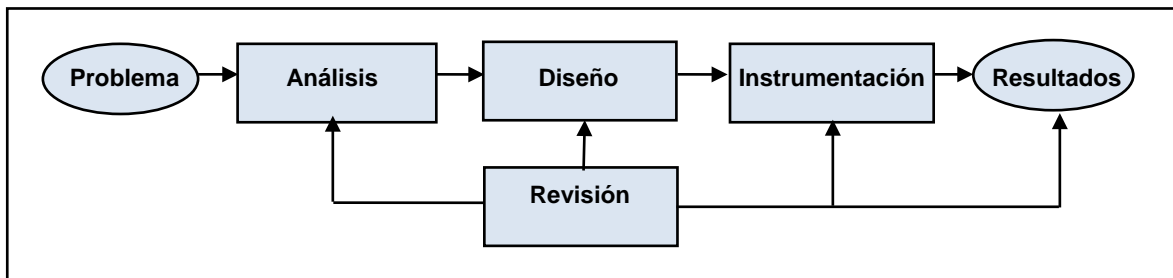 Problema
Análisis
Diseño
Instrumentación
Resultados
Revisión